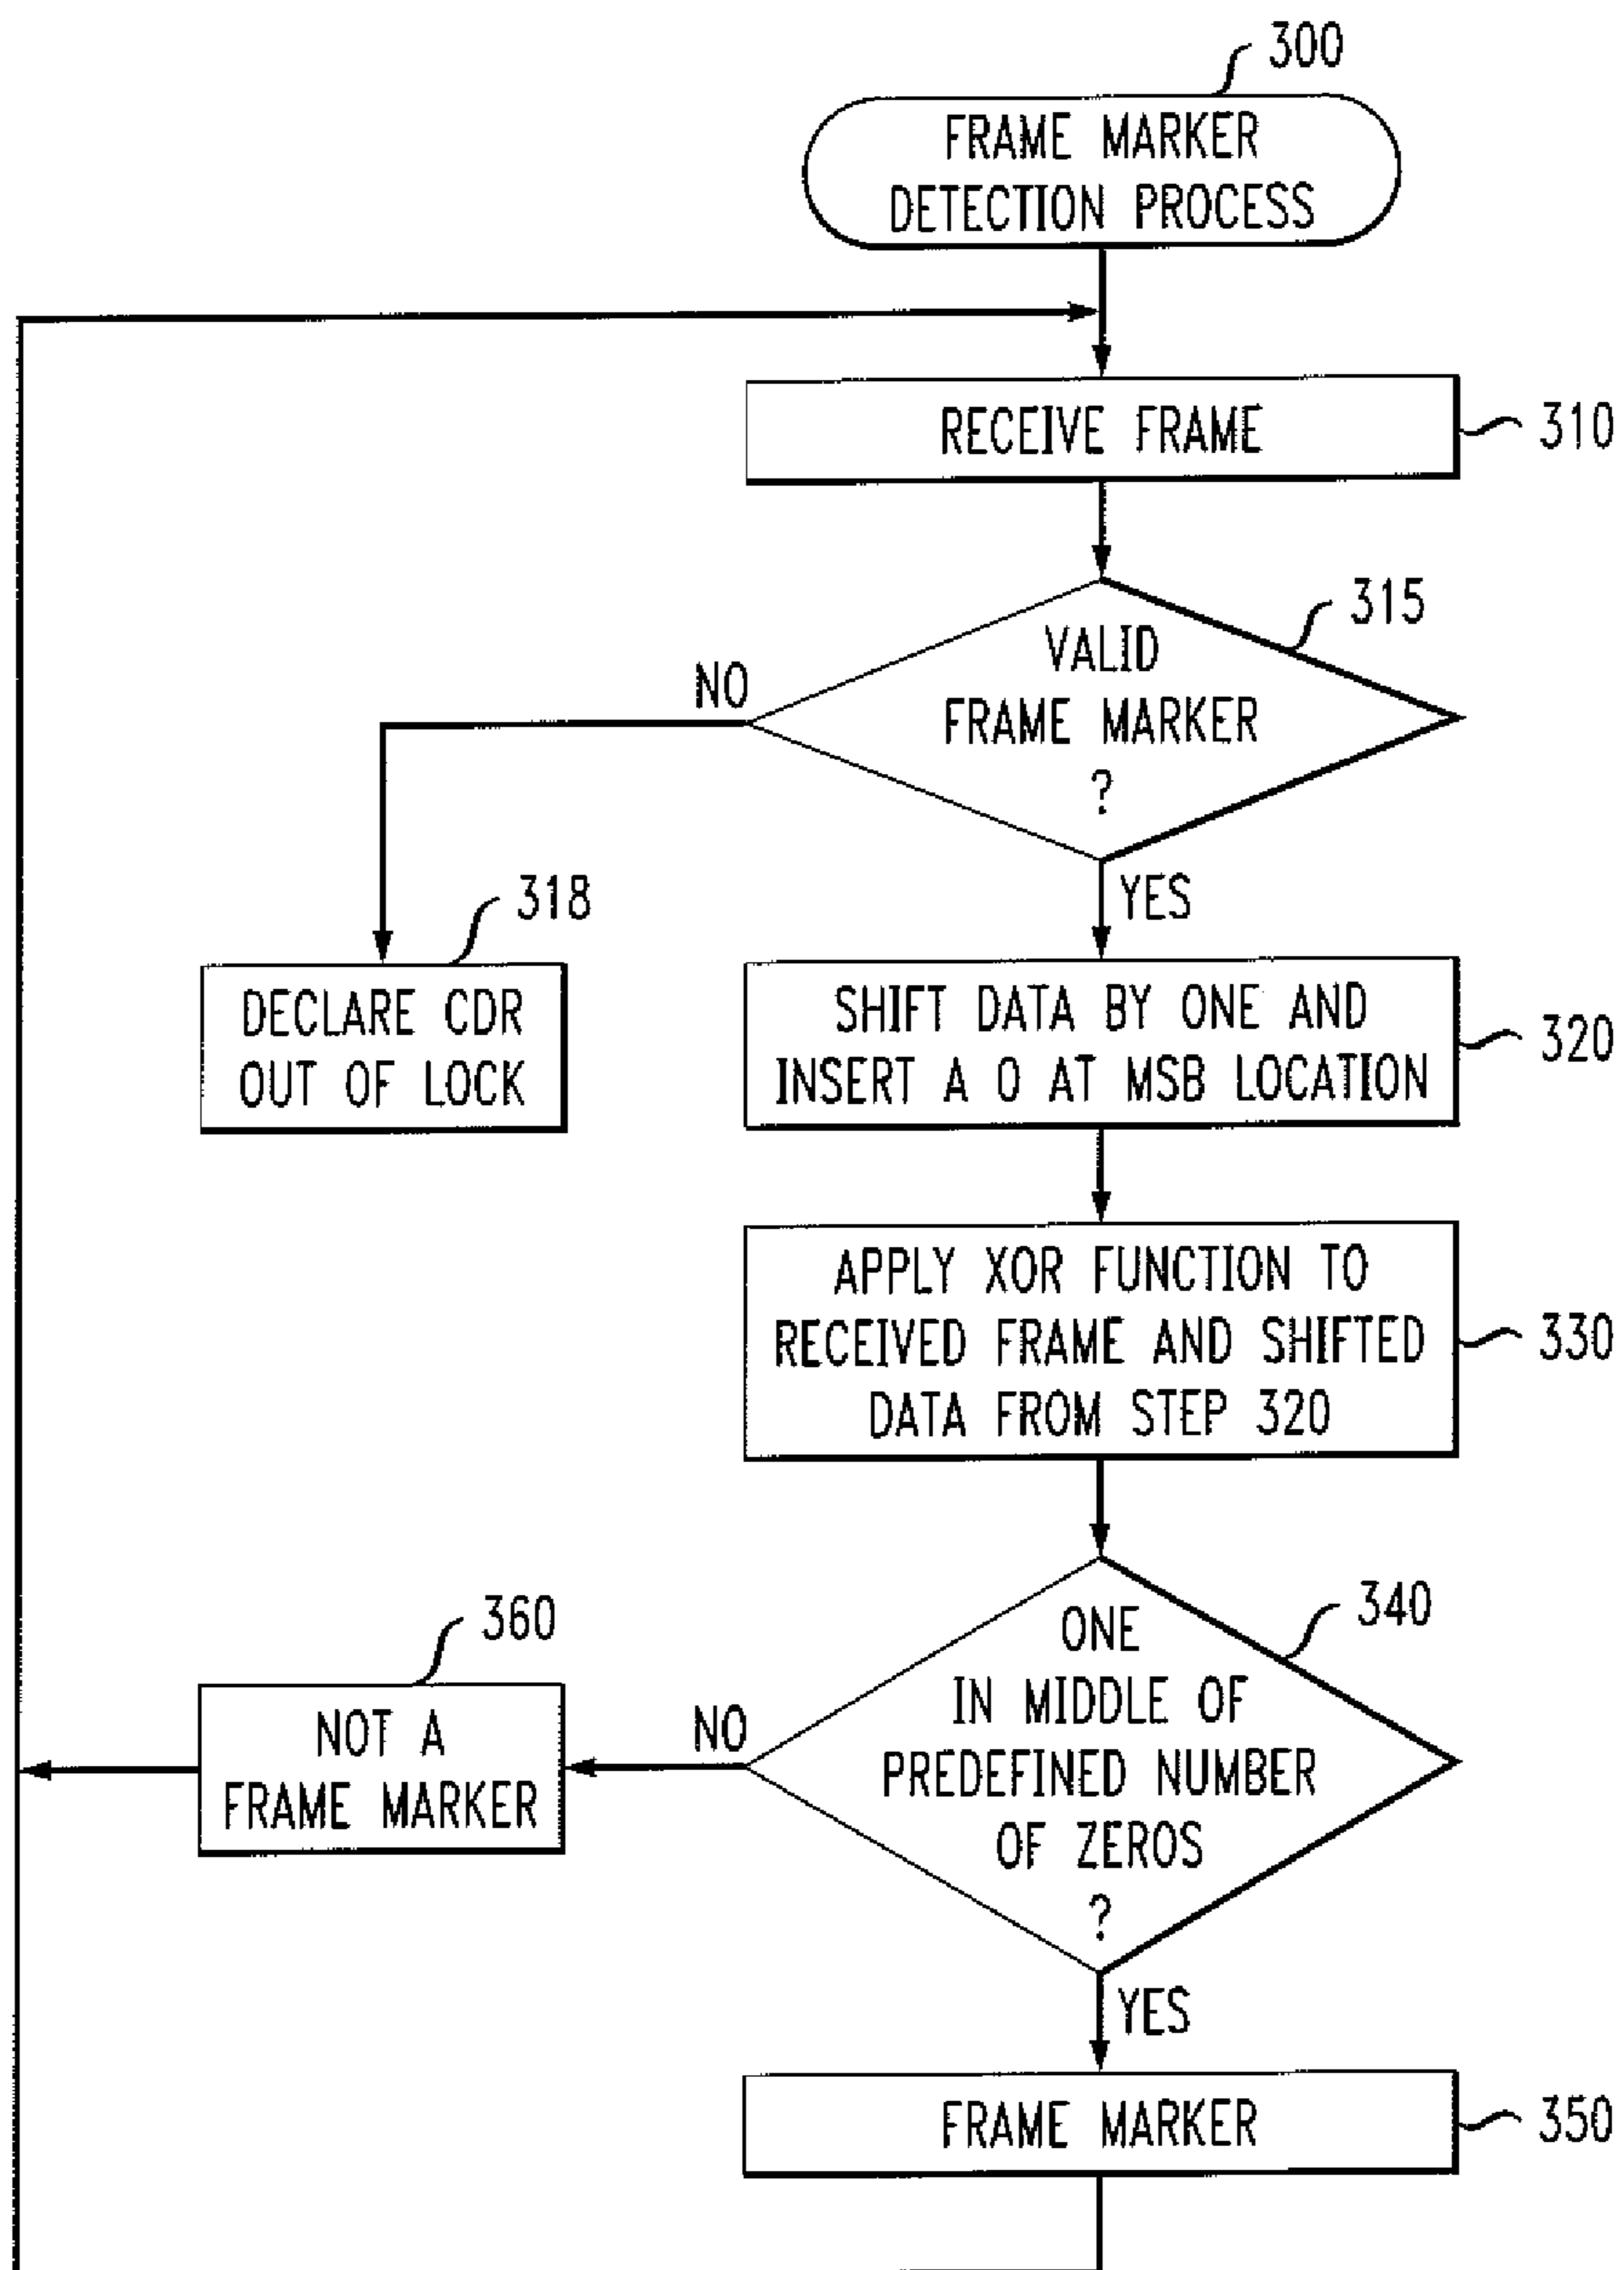 300
FRAME MARKER
DETECTION PROCESS
RECEIVE FRAME
310
315
VALID
FRAME MARKER
?
NO
YES
318
DECLARE CDR
OUT OF LOCK
SHIFT DATA BY ONE AND
INSERT A 0 AT MSB LOCATION
320
APPLY XOR FUNCTION TO
RECEIVED FRAME AND SHIFTED
DATA FROM STEP 320
330
340
ONE
IN MIDDLE OF
PREDEFINED NUMBER
OF ZEROS
?
NO
360
NOT A
FRAME MARKER
YES
FRAME MARKER
350